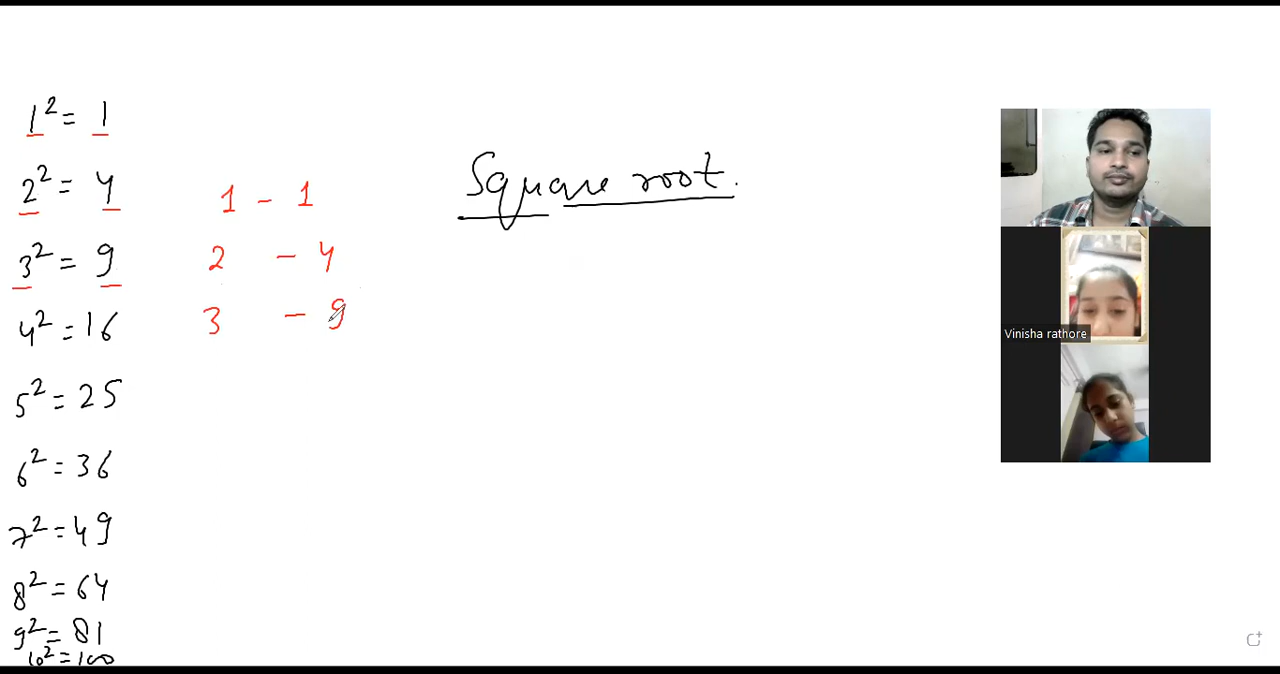 1² = 1
2² = 4
3² = 9
4² = 16
5² = 25
6² = 36
7² = 49
8² = 64
9² = 81
10² = 100
1 - 1
2 - 4
3 - 9
Square root.
Vinisha rathore